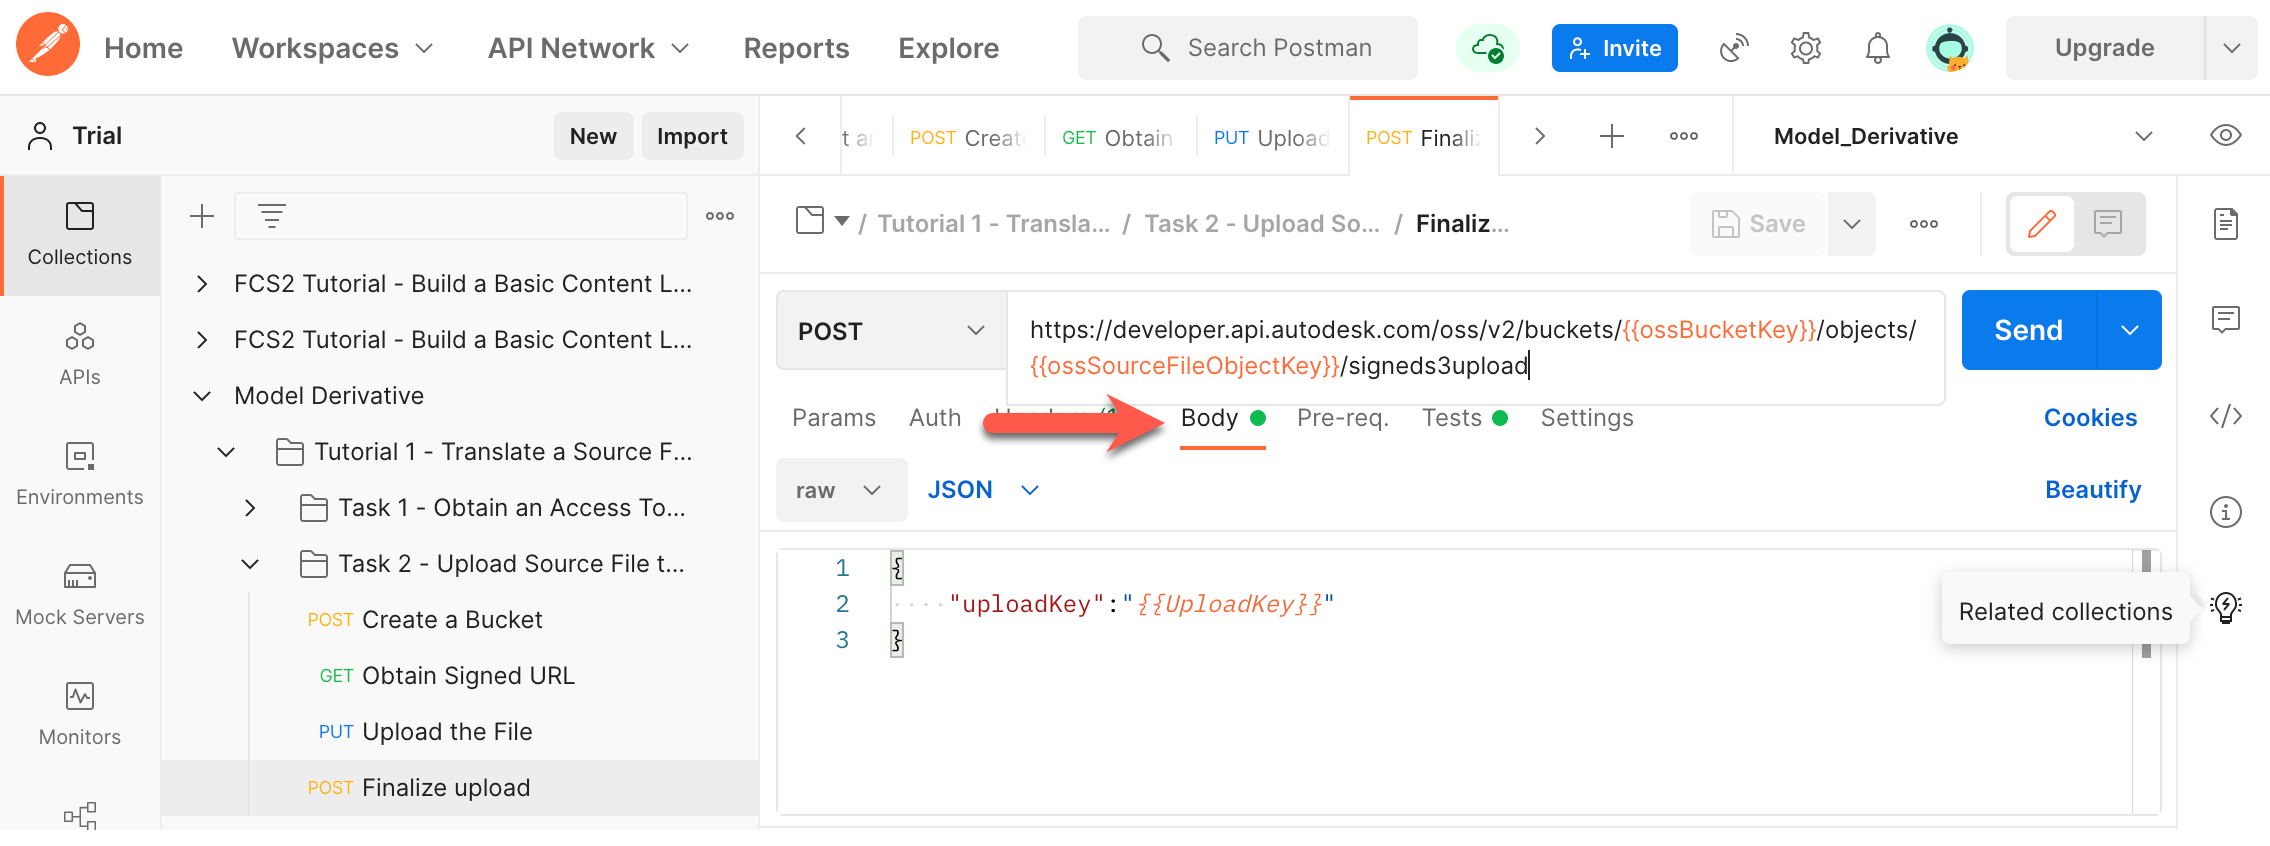 Home Workspaces API Network Reports Explore Search Postman Invite Upgrade
Trial New Import
POST Create GET Obtain PUT Upload POST Finaliz Model_Derivative
Collections
APIs
Environments
Mock Servers
Monitors
FCS2 Tutorial - Build a Basic Content L...
FCS2 Tutorial - Build a Basic Content L...
Model Derivative
Tutorial 1 - Translate a Source F...
Task 1 - Obtain an Access To...
Task 2 - Upload Source File t...
POST Create a Bucket
GET Obtain Signed URL
PUT Upload the File
POST Finalize upload
/ Tutorial 1 - Transla... / Task 2 - Upload So... / Finaliz... Save
POST
https://developer.api.autodesk.com/oss/v2/buckets/{{ossBucketKey}}/objects/
{{ossSourceFileObjectKey}}/signeds3upload
Send
Params Auth Body Pre-req. Tests Settings Cookies
raw JSON Beautify
1 {
2 ····"uploadKey":"{{UploadKey}}"
3 }
Related collections